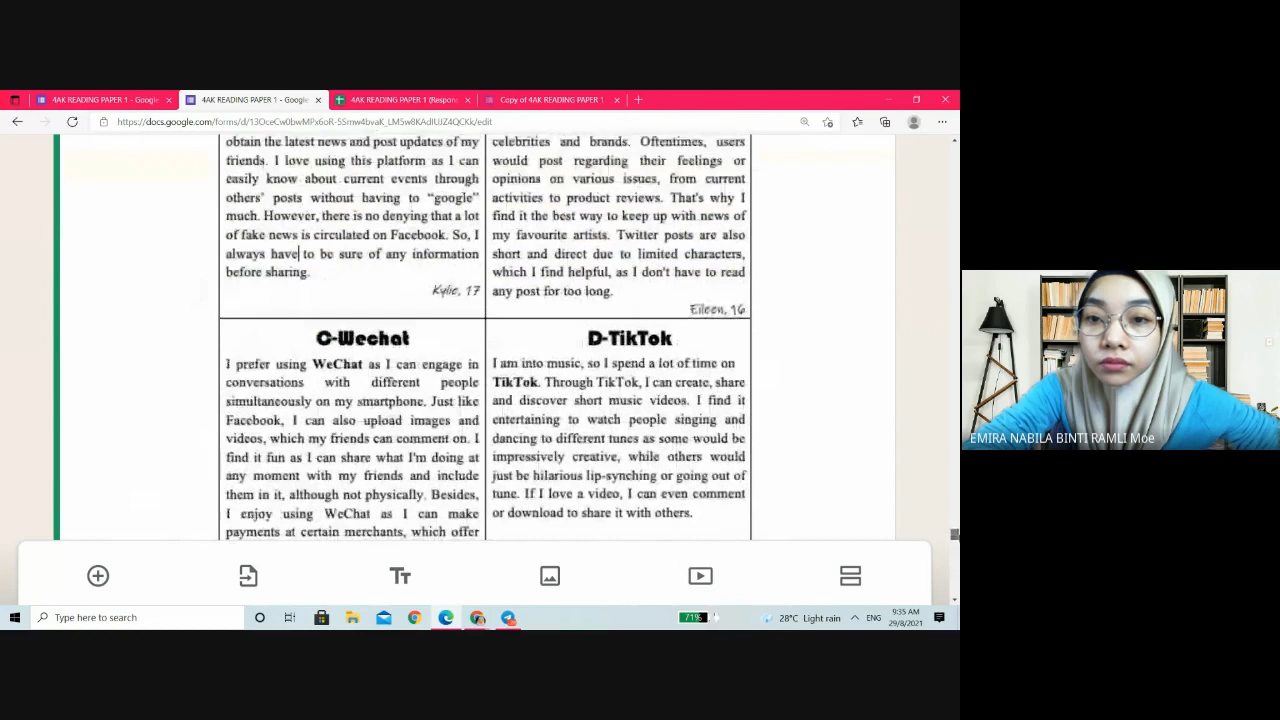 4AK READING PAPER 1 - Google
4AK READING PAPER 1 - Google
4AK READING PAPER 1 (Respon
Copy of 4AK READING PAPER 1
obtain the latest news and post updates of my
friends. I love using this platform as I can
easily know about current events through
others' posts without having to "google"
much. However, there is no denying that a lot
of fake news is circulated on Facebook. So, I
always have to be sure of any information
before sharing.
Kylie, 17
celebrities and brands. Oftentimes, users
would post regarding their feelings or
opinions on various issues, from current
activities to product reviews. That's why I
find it the best way to keep up with news of
my favourite artists. Twitter posts are also
short and direct due to limited characters,
which I find helpful, as I don't have to read
any post for too long.
Eileen, 16
C-Wechat
I prefer using WeChat as I can engage in
conversations with different people
simultaneously on my smartphone. Just like
Facebook, I can also upload images and
videos, which my friends can comment on. I
find it fun as I can share what I'm doing at
any moment with my friends and include
them in it, although not physically. Besides,
I enjoy using WeChat as I can make
payments at certain merchants, which offer
D-TikTok
I am into music, so I spend a lot of time on
TikTok. Through TikTok, I can create, share
and discover short music videos. I find it
entertaining to watch people singing and
dancing to different tunes as some would be
impressively creative, while others would
just be hilarious lip-synching or going out of
tune. If I love a video, I can even comment
or download to share it with others.
EMIRA NABILA BINTI RAMLI Moe
Tт
Type here to search
71%
28°C Light rain
ENG
9:35 AM
29/8/2021